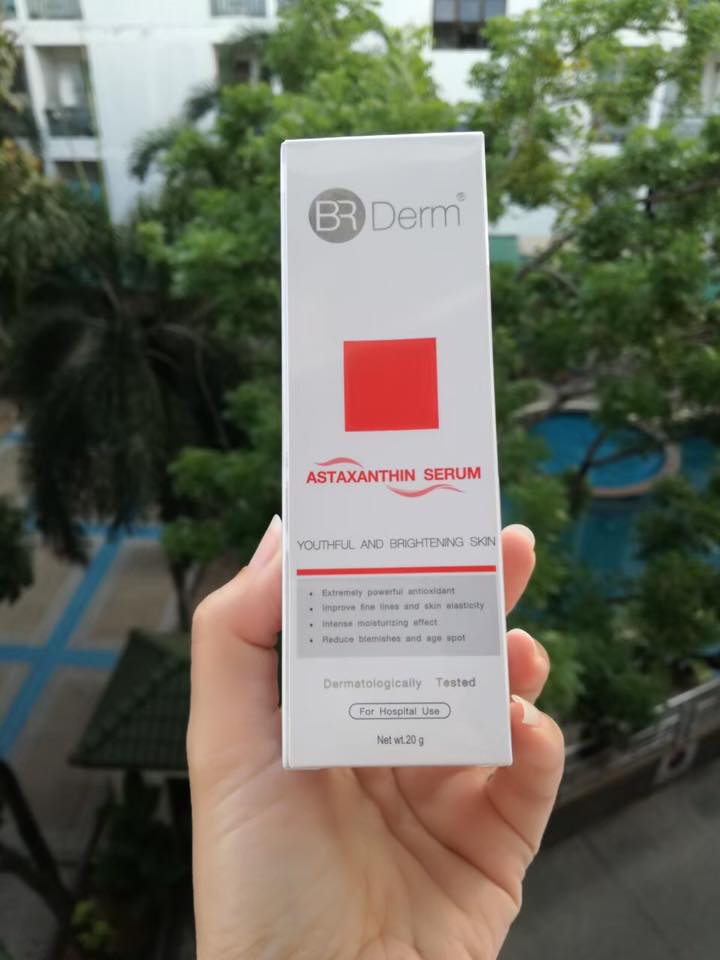 BR Derm®
ASTAXANTHIN SERUM
YOUTHFUL AND BRIGHTENING SKIN
• Extremely powerful antioxidant
• Improve fine lines and skin elasticity
• Intense moisturizing effect
• Reduce blemishes and age spot
Dermatologically Tested
For Hospital Use
Net wt.20 g